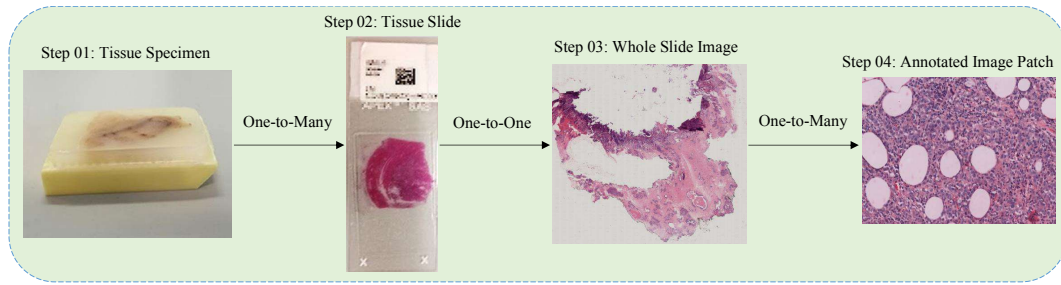 Step 01: Tissue Specimen
One-to-Many
Step 02: Tissue Slide
One-to-One
Step 03: Whole Slide Image
One-to-Many
Step 04: Annotated Image Patch